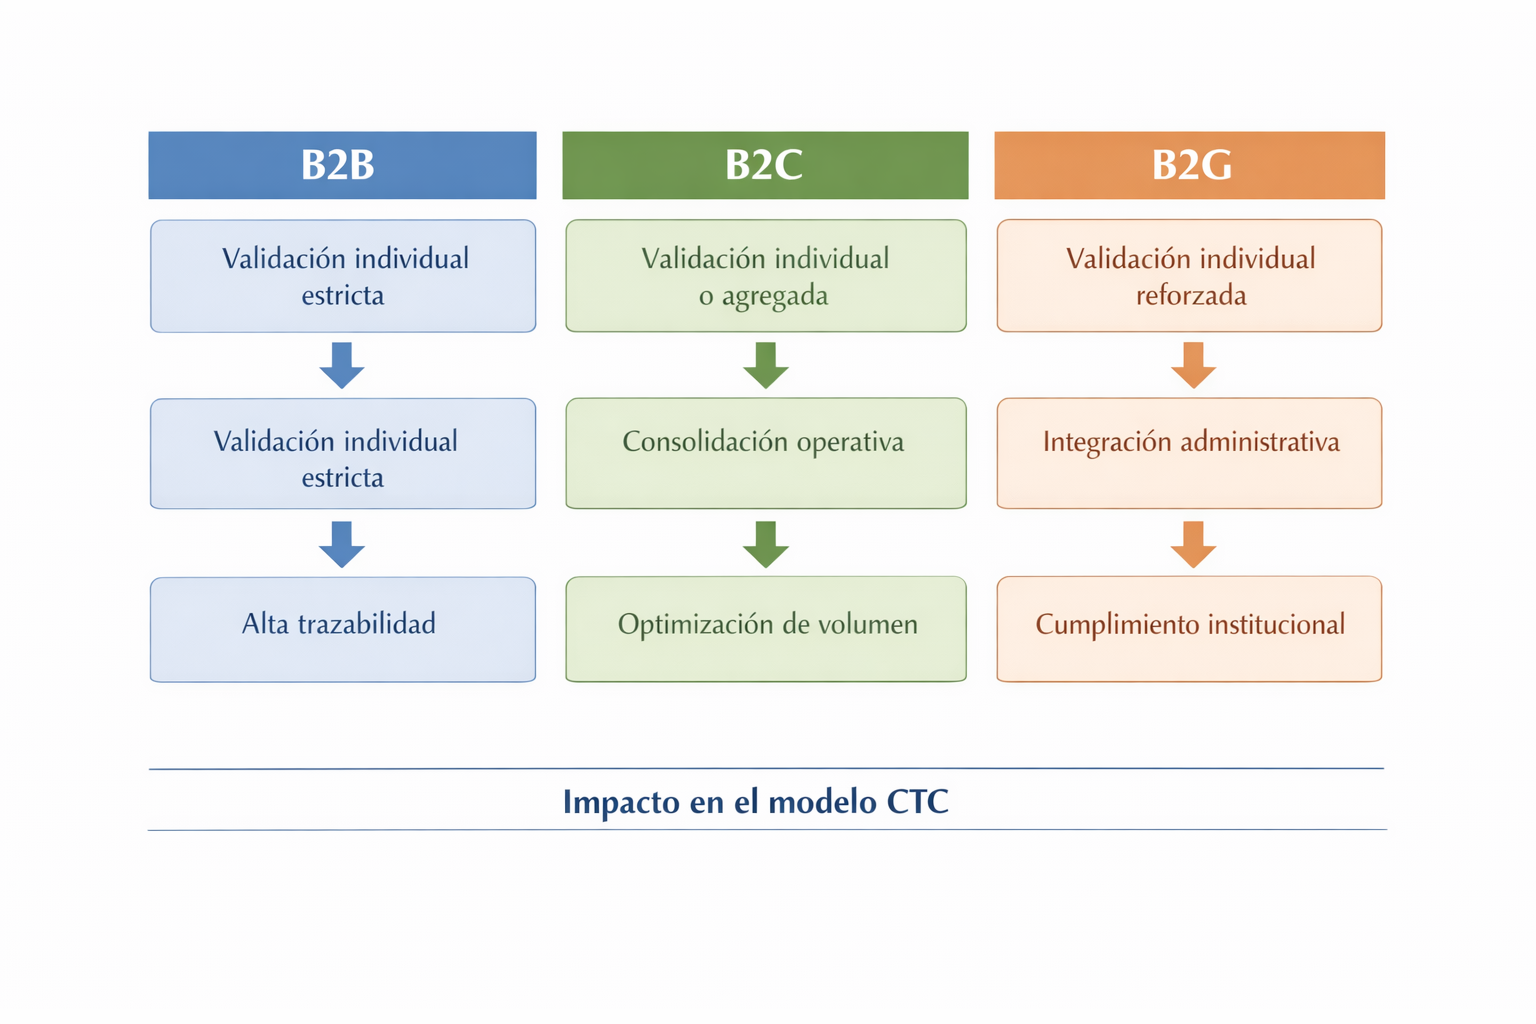 B2B
Validación individual
estricta
Validación individual
estricta
Alta trazabilidad
B2C
Validación individual
o agregada
Consolidación operativa
Optimización de volumen
B2G
Validación individual
reforzada
Integración administrativa
Cumplimiento institucional
Impacto en el modelo CTC